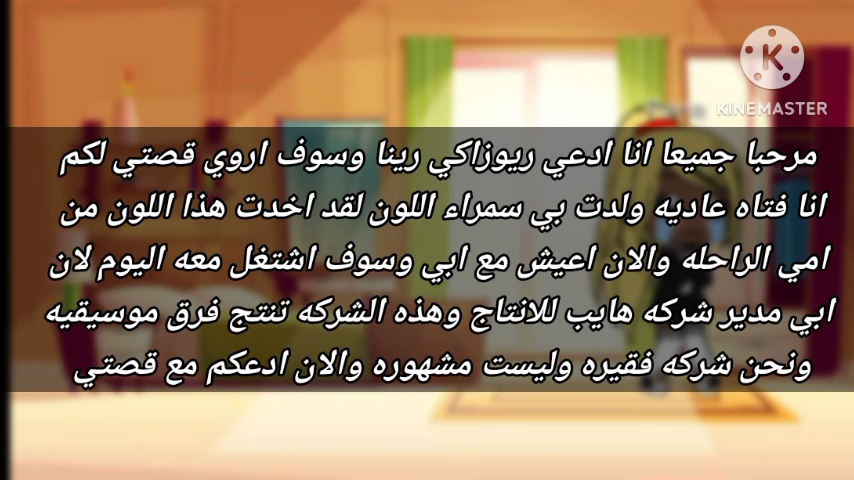 KINEMASTER
مرحبا جميعا انا ادعي ريوزاكي رينا وسوف اروي قصتي لكم
انا فتاه عاديه ولدت بي سمراء اللون لقد اخدت هذا اللون من
امي الراحله والان اعيش مع ابي وسوف اشتغل معه اليوم لان
ابي مدير شركه هايب للانتاج وهذه الشركه تنتج فرق موسيقيه
ونحن شركه فقيره وليست مشهوره والان ادعكم مع قصتي